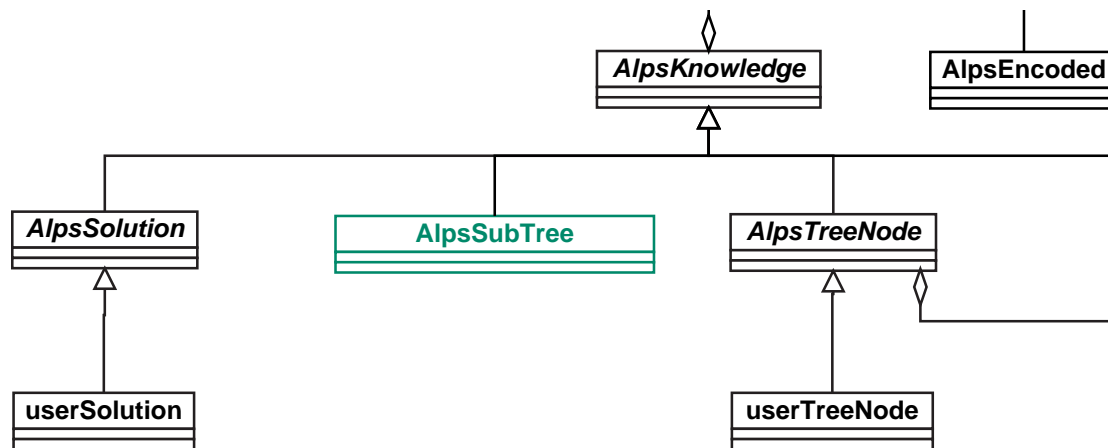 AlpsKnowledge
AlpsEncoded
AlpsSolution
AlpsSubTree
AlpsTreeNode
userSolution
userTreeNode